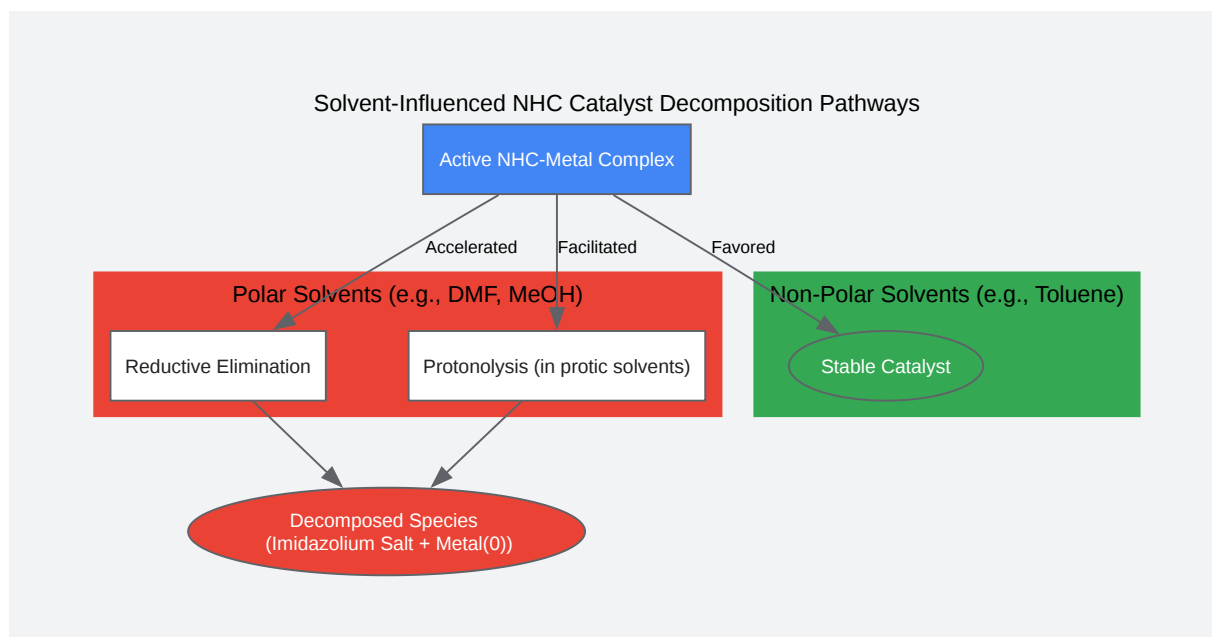 Solvent-Influenced NHC Catalyst Decomposition Pathways
Active NHC-Metal Complex
Accelerated
Facilitated
Favored
Polar Solvents (e.g., DMF, MeOH)
Non-Polar Solvents (e.g., Toluene)
Reductive Elimination
Protonolysis (in protic solvents)
Stable Catalyst
Decomposed Species
(Imidazolium Salt + Metal(0))